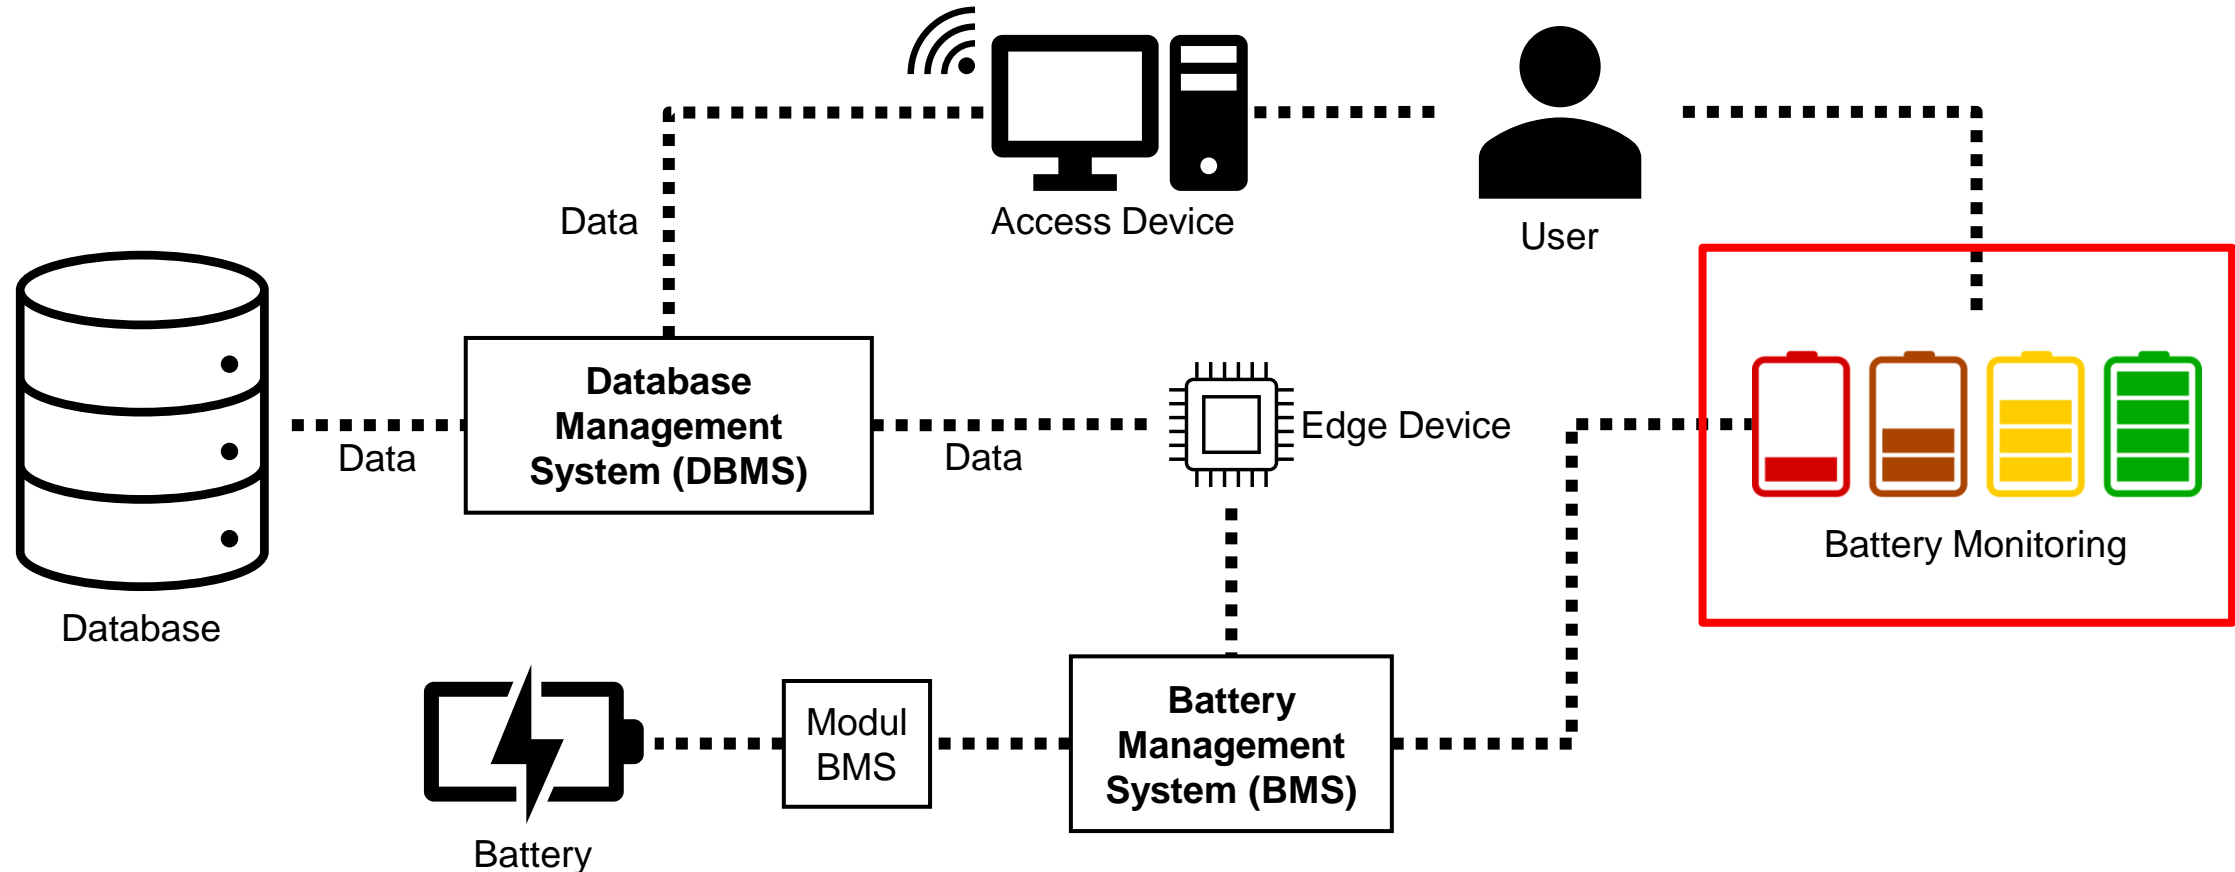 Data
Access Device
User
Database
Management
System (DBMS)
Data
Data
Edge Device
Battery Monitoring
Database
Modul
BMS
Battery
Management
System (BMS)
Battery